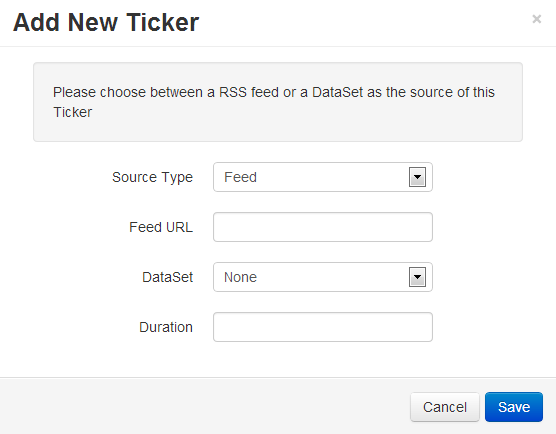 Add New Ticker
×
Please choose between a RSS feed or a DataSet as the source of this
Ticker
Source Type
Feed
Feed URL
DataSet
None
Duration
Cancel
Save